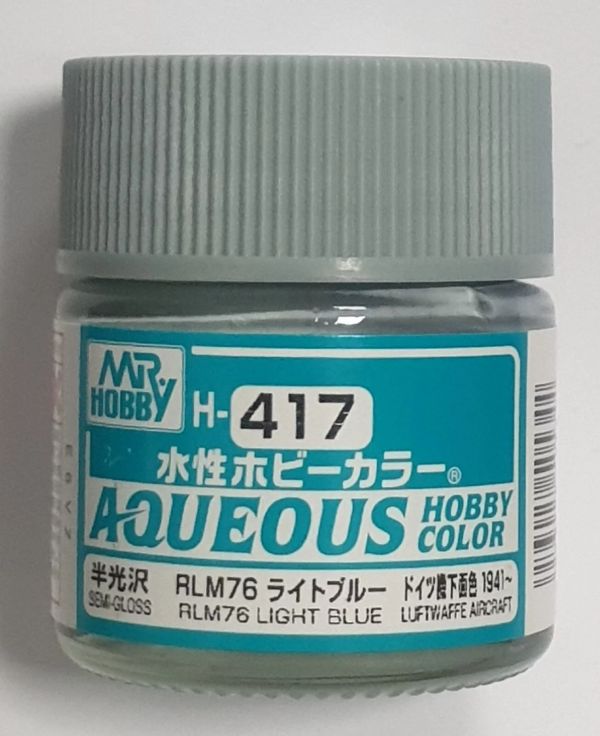 MR.
HOBBY
H-417
水性ホビーカラー®
AQUEOUS HOBBY
COLOR
半光沢 RLM76 ライトブルー ドイツ機下面色 1941~
SEMI-GLOSS RLM76 LIGHT BLUE LUFTWAFFE AIRCRAFT